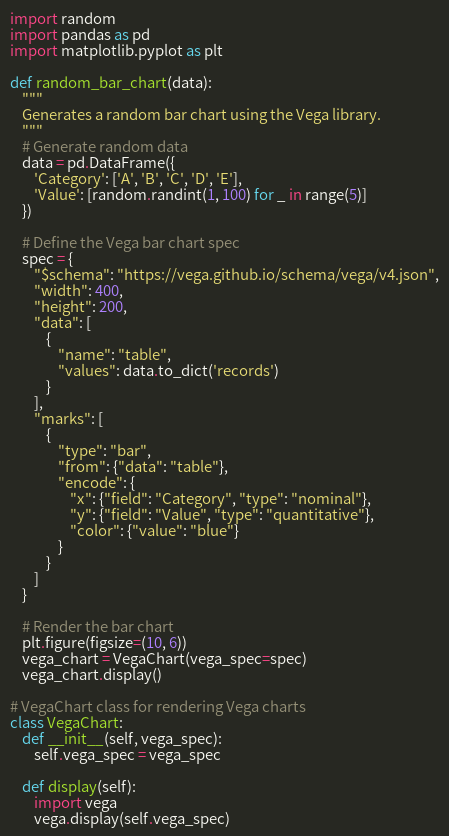 import random
import pandas as pd
import matplotlib.pyplot as plt

def random_bar_chart(data):
    """
    Generates a random bar chart using the Vega library.
    """
    # Generate random data
    data = pd.DataFrame({
        'Category': ['A', 'B', 'C', 'D', 'E'],
        'Value': [random.randint(1, 100) for _ in range(5)]
    })

    # Define the Vega bar chart spec
    spec = {
        "$schema": "https://vega.github.io/schema/vega/v4.json",
        "width": 400,
        "height": 200,
        "data": [
            {
                "name": "table",
                "values": data.to_dict('records')
            }
        ],
        "marks": [
            {
                "type": "bar",
                "from": {"data": "table"},
                "encode": {
                    "x": {"field": "Category", "type": "nominal"},
                    "y": {"field": "Value", "type": "quantitative"},
                    "color": {"value": "blue"}
                }
            }
        ]
    }

    # Render the bar chart
    plt.figure(figsize=(10, 6))
    vega_chart = VegaChart(vega_spec=spec)
    vega_chart.display()

# VegaChart class for rendering Vega charts
class VegaChart:
    def __init__(self, vega_spec):
        self.vega_spec = vega_spec

    def display(self):
        import vega
        vega.display(self.vega_spec)